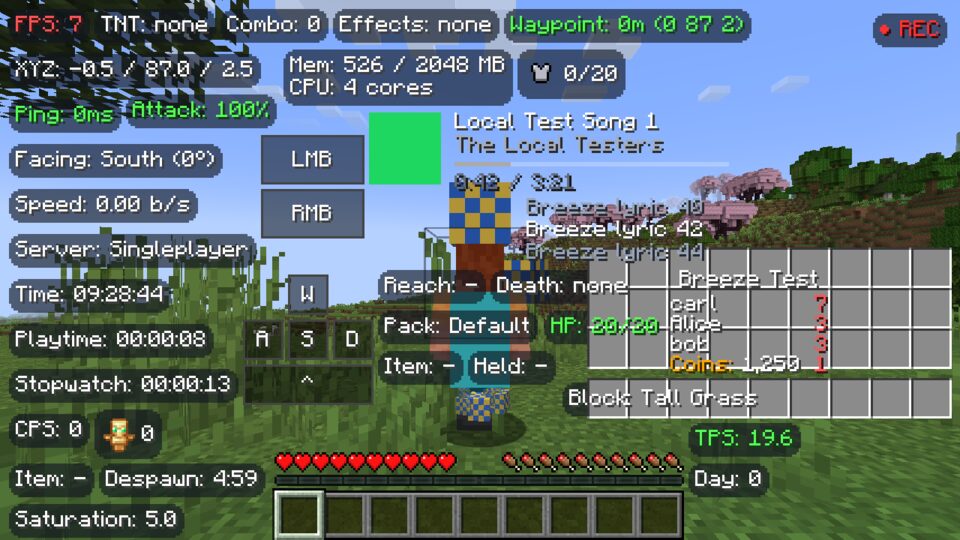 FPS: 7 TNT: none Combo: 0 Effects: none Waypoint: 0m (0 87 2) REC
XYZ: -0.5 / 87.0 / 2.5
Mem: 526 / 2048 MB
CPU: 4 cores
0/20
Ping: 0ms Attack: 100%
Local Test Song 1
The Local Testers
0:42 / 3:21
Facing: South (0°)
LMB
RMB
Speed: 0.00 b/s
Breeze lyric 40
Breeze lyric 42
Breeze lyric 44
Server: Singleplayer
Time: 09:28:44
W
Reach: - Death: none
Breeze Test
carl 7
Alice 3
bob 3
Coins: 1,250 1
Playtime: 00:00:08
A S D
^
Pack: Default HP: 20/20
Item: - Held: -
Stopwatch: 00:00:13
Block: Tall Grass
CPS: 0
0
TPS: 19.6
Item: - Despawn: 4:59
Day: 0
Saturation: 5.0